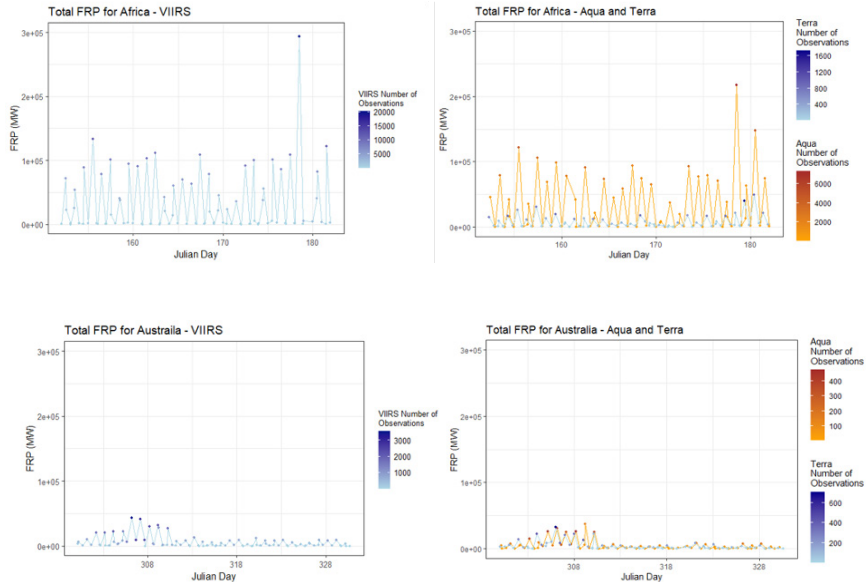 Total FRP for Africa - VIIRS
3e+05
2e+05
1e+05
0e+00
FRP (MW)
160
170
180
Julian Day
VIIRS Number of
Observations
20000
15000
10000
5000
Total FRP for Africa - Aqua and Terra
3e+05
2e+05
1e+05
0e+00
FRP (MW)
160
170
180
Julian Day
Terra
Number of
Observations
1600
1200
800
400
Aqua
Number of
Observations
6000
4000
2000
Total FRP for Austraila - VIIRS
3e+05
2e+05
1e+05
0e+00
FRP (MW)
308
318
328
Julian Day
VIIRS Number of
Observations
3000
2000
1000
Total FRP for Australia - Aqua and Terra
3e+05
2e+05
1e+05
0e+00
FRP (MW)
308
318
328
Julian Day
Aqua
Number of
Observations
400
300
200
100
Terra
Number of
Observations
600
400
200